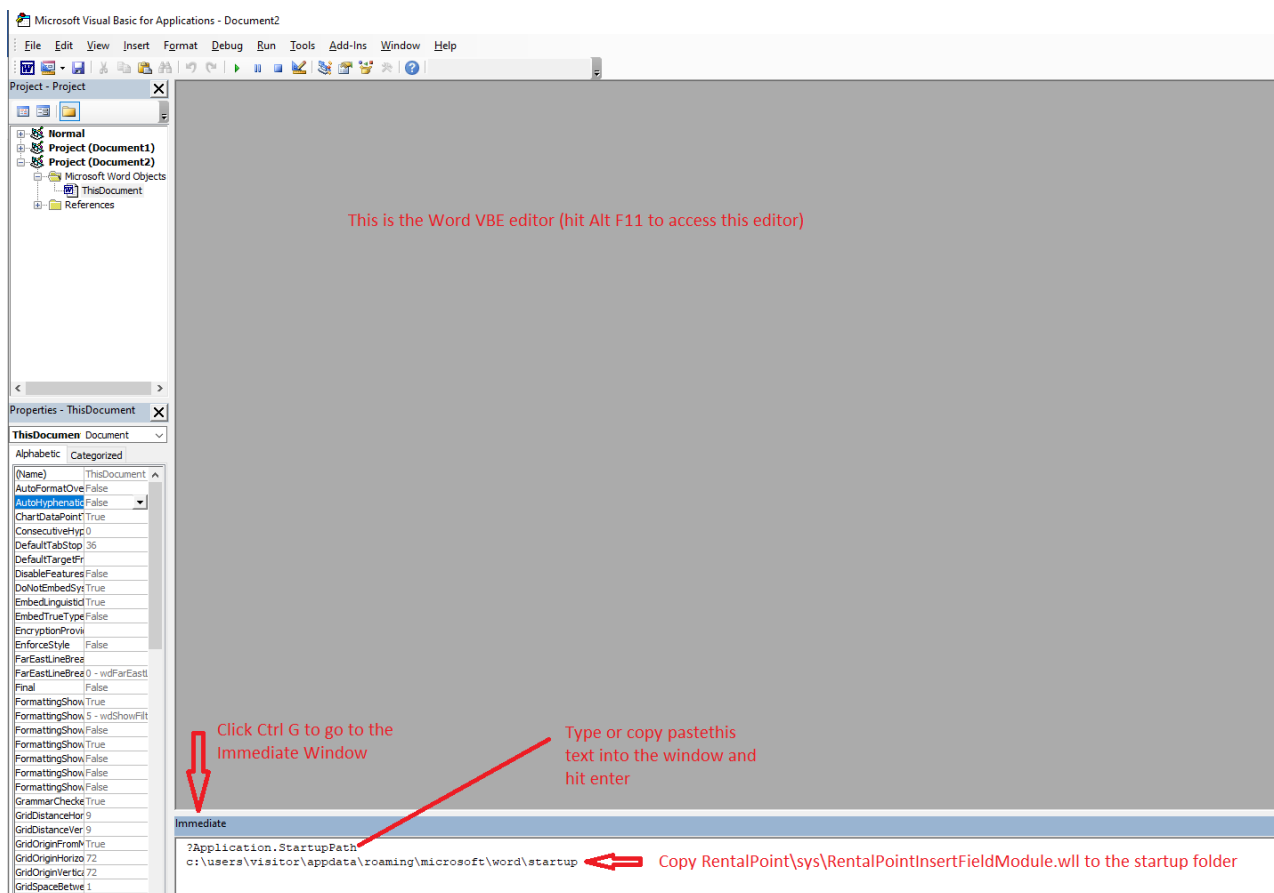 Microsoft Visual Basic for Applications - Document2
File Edit View Insert Format Debug Run Tools Add-Ins Window Help
Project - Project
Normal
Project (Document1)
Project (Document2)
Microsoft Word Objects
ThisDocument
References
This is the Word VBE editor (hit Alt F11 to access this editor)
Properties - ThisDocument
ThisDocumen Document
Alphabetic Categorized
(Name) ThisDocument
AutoFormatOve False
AutoHyphenatic False
ChartDataPoint True
ConsecutiveHyp 0
DefaultTabStop 36
DefaultTargetFr
DisableFeatures False
DoNotEmbedSys True
EmbedLinguistic True
EmbedTrueType False
EncryptionProvi
EnforceStyle False
FarEastLineBrea
FarEastLineBrea 0 - wdFarEastL
Final False
FormattingShow True
FormattingShow 5 - wdShowFilt
FormattingShow False
FormattingShow True
FormattingShow False
FormattingShow False
FormattingShow False
GrammarChecke True
GridDistanceHor 9
GridDistanceVer 9
GridOriginFromM True
GridOriginHorizo 72
GridOriginVertica 72
GridSpaceBetwe 1
Click Ctrl G to go to the
Immediate Window
Type or copy pastethis
text into the window and
hit enter
Immediate
?Application.StartupPath
c:\users\visitor\appdata\roaming\microsoft\word\startup
Copy RentalPoint\sys\RentalPointInsertFieldModule.wll to the startup folder